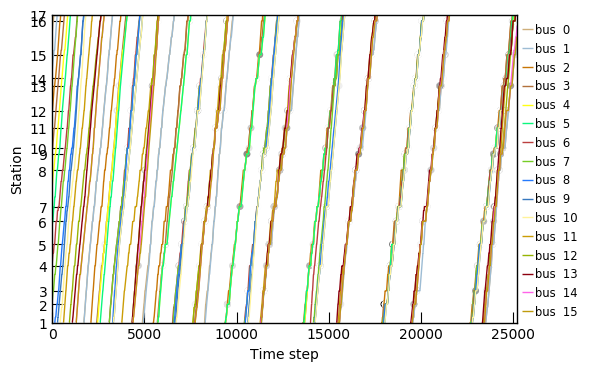 17
16
15
14
13
12
11
10
9
8
7
6
5
4
3
2
1
Station
0 5000 10000 15000 20000 25000
Time step
bus 0
bus 1
bus 2
bus 3
bus 4
bus 5
bus 6
bus 7
bus 8
bus 9
bus 10
bus 11
bus 12
bus 13
bus 14
bus 15